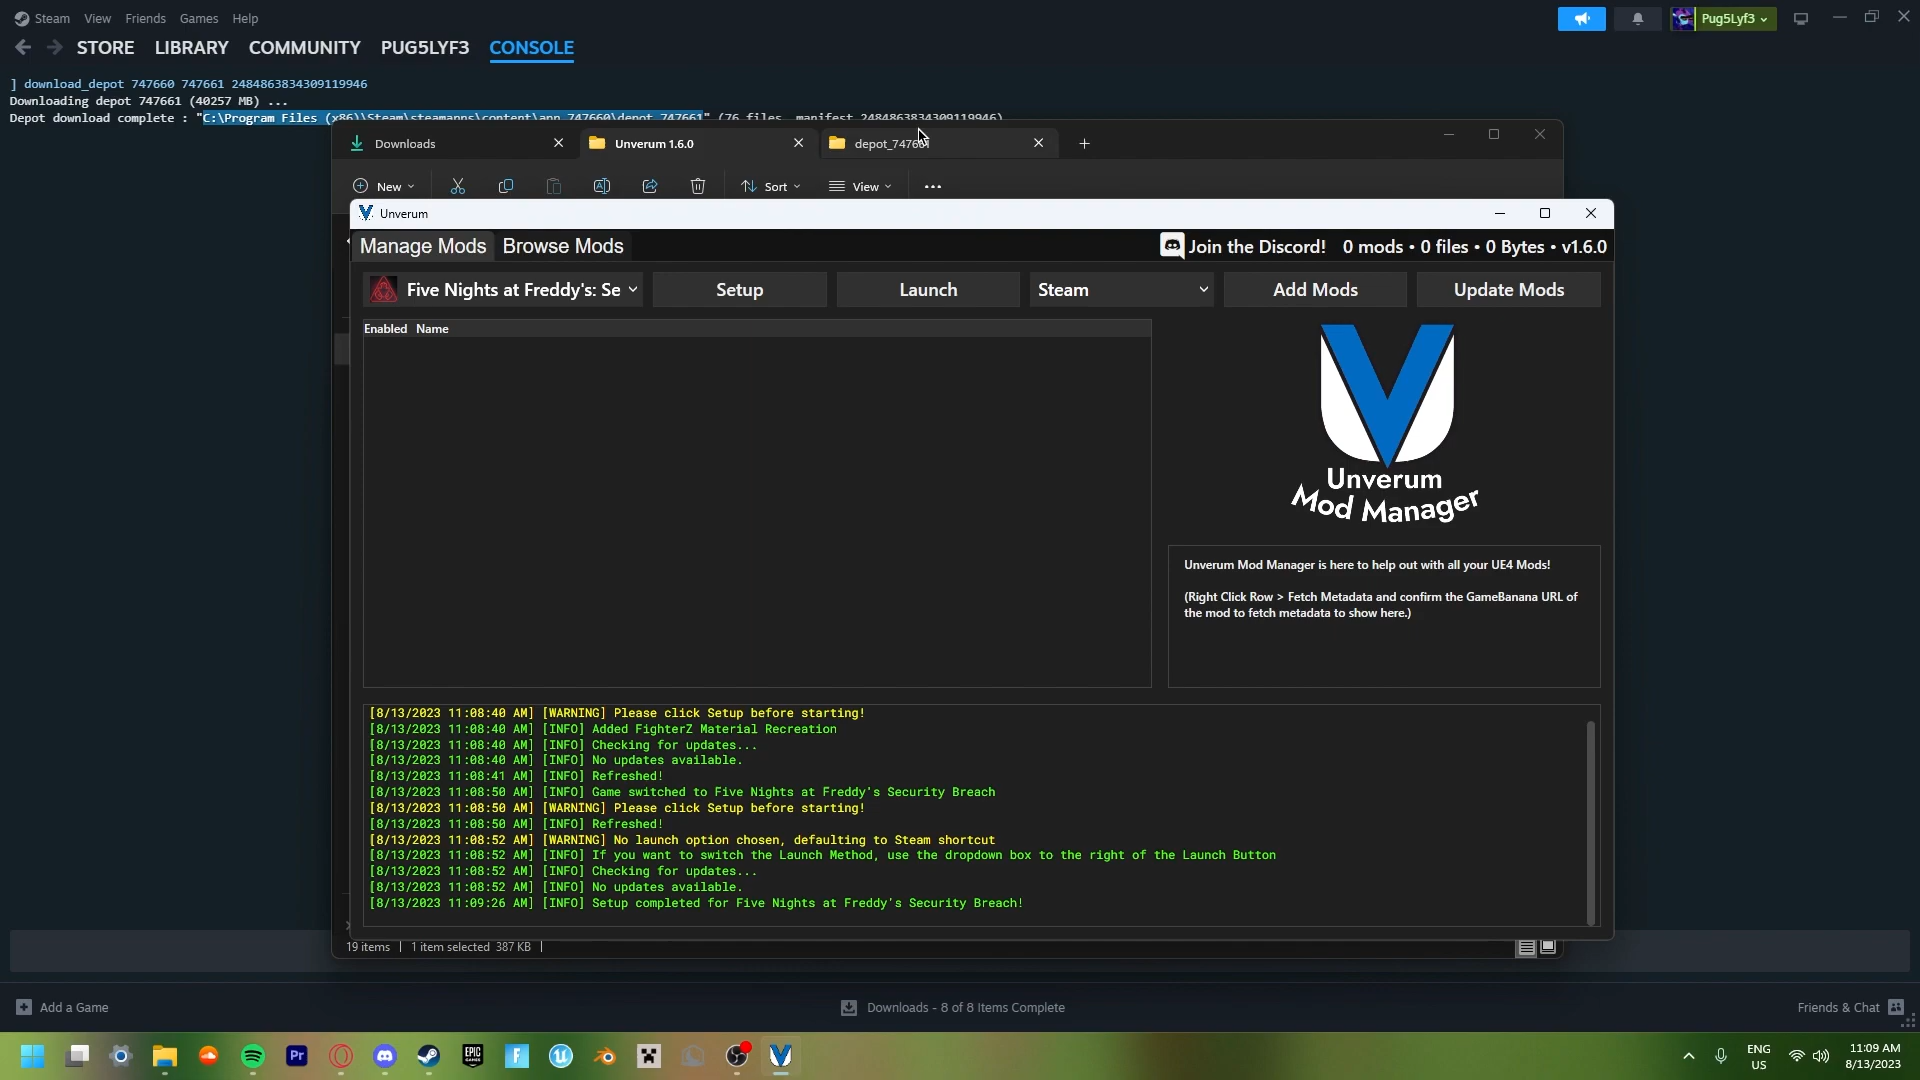 Steam View Friends Games Help
Pug5Lyf3
STORE LIBRARY COMMUNITY PUG5LYF3 CONSOLE
] download_depot 747660 747661 2484863834309119946
Downloading depot 747661 (40257 MB) ...
Depot download complete : "C:\Program Files (x86)\Steam\steamapps\content\app_747660\depot_747661" (76 files, manifest 2484863834309119946)
Downloads
Unverum 1.6.0
depot_747661
New
Sort
View
Unverum
Manage Mods Browse Mods
Join the Discord! 0 mods • 0 files • 0 Bytes • v1.6.0
Five Nights at Freddy's: Se
Setup
Launch
Steam
Add Mods
Update Mods
Enabled Name
V
Unverum
Mod Manager
Unverum Mod Manager is here to help out with all your UE4 Mods!
(Right Click Row > Fetch Metadata and confirm the GameBanana URL of
the mod to fetch metadata to show here.)
[8/13/2023 11:08:40 AM] [WARNING] Please click Setup before starting!
[8/13/2023 11:08:40 AM] [INFO] Added FighterZ Material Recreation
[8/13/2023 11:08:40 AM] [INFO] Checking for updates...
[8/13/2023 11:08:40 AM] [INFO] No updates available.
[8/13/2023 11:08:41 AM] [INFO] Refreshed!
[8/13/2023 11:08:50 AM] [INFO] Game switched to Five Nights at Freddy's Security Breach
[8/13/2023 11:08:50 AM] [WARNING] Please click Setup before starting!
[8/13/2023 11:08:50 AM] [INFO] Refreshed!
[8/13/2023 11:08:52 AM] [WARNING] No launch option chosen, defaulting to Steam shortcut
[8/13/2023 11:08:52 AM] [INFO] If you want to switch the Launch Method, use the dropdown box to the right of the Launch Button
[8/13/2023 11:08:52 AM] [INFO] Checking for updates...
[8/13/2023 11:08:52 AM] [INFO] No updates available.
[8/13/2023 11:09:26 AM] [INFO] Setup completed for Five Nights at Freddy's Security Breach!
19 items 1 item selected 387 KB
Add a Game
Downloads - 8 of 8 Items Complete
Friends & Chat
Pr
EPIC GAMES
F
ENG
US
11:09 AM
8/13/2023